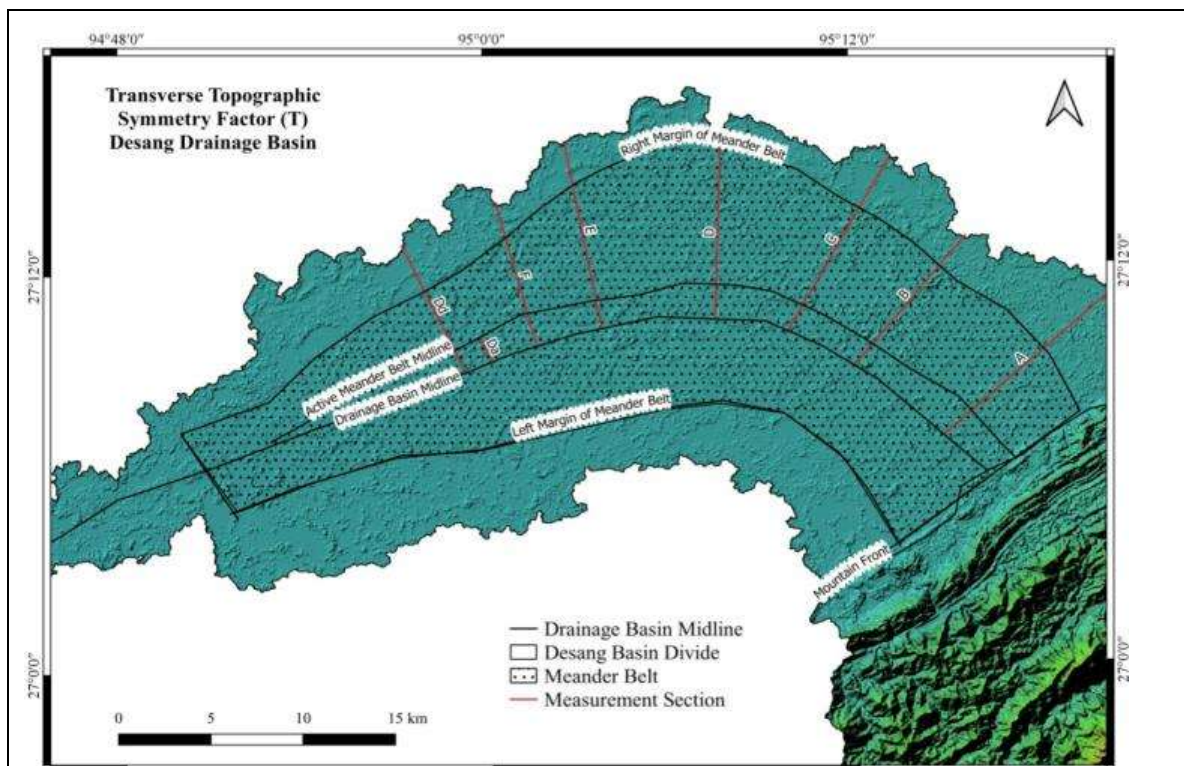 94°48'0"
95°0'0"
95°12'0"
Transverse Topographic
Symmetry Factor (T)
Desang Drainage Basin
Right Margin of Meander Belt
E
D
C
F
B
27°12'0"
27°12'0"
Dd
Da
A
Active Meander Belt Midline
Drainage Basin Midline
Left Margin of Meander Belt
Mountain Front
Drainage Basin Midline
Desang Basin Divide
Meander Belt
Measurement Section
27°0'0"
27°0'0"
0 5 10 15 km